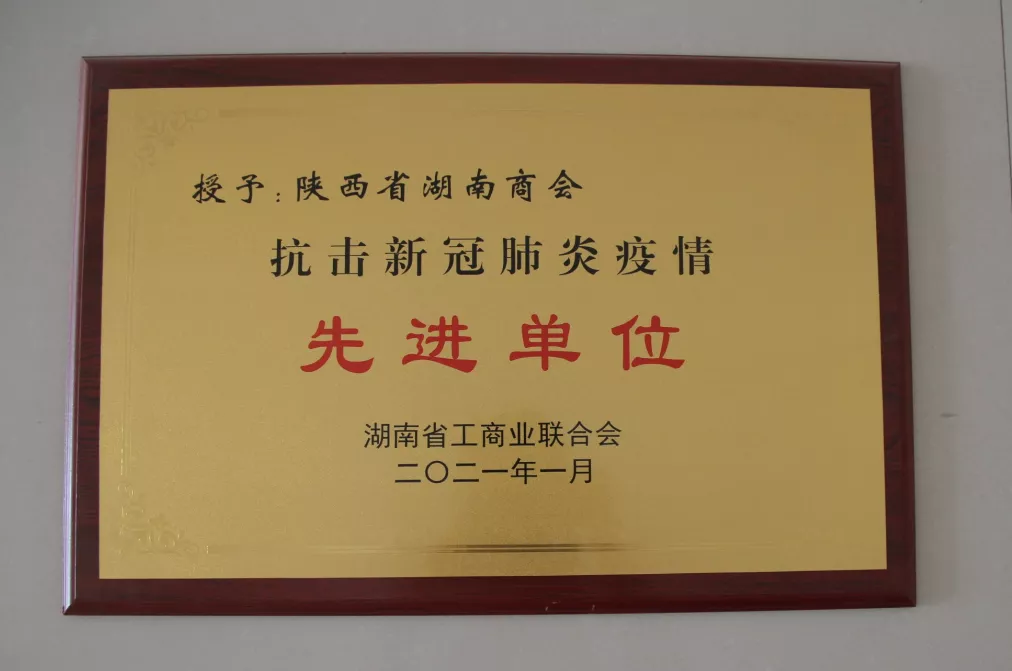 授予：陕西省湖南商会
抗击新冠肺炎疫情
先进单位
湖南省工商业联合会
二〇二一年一月